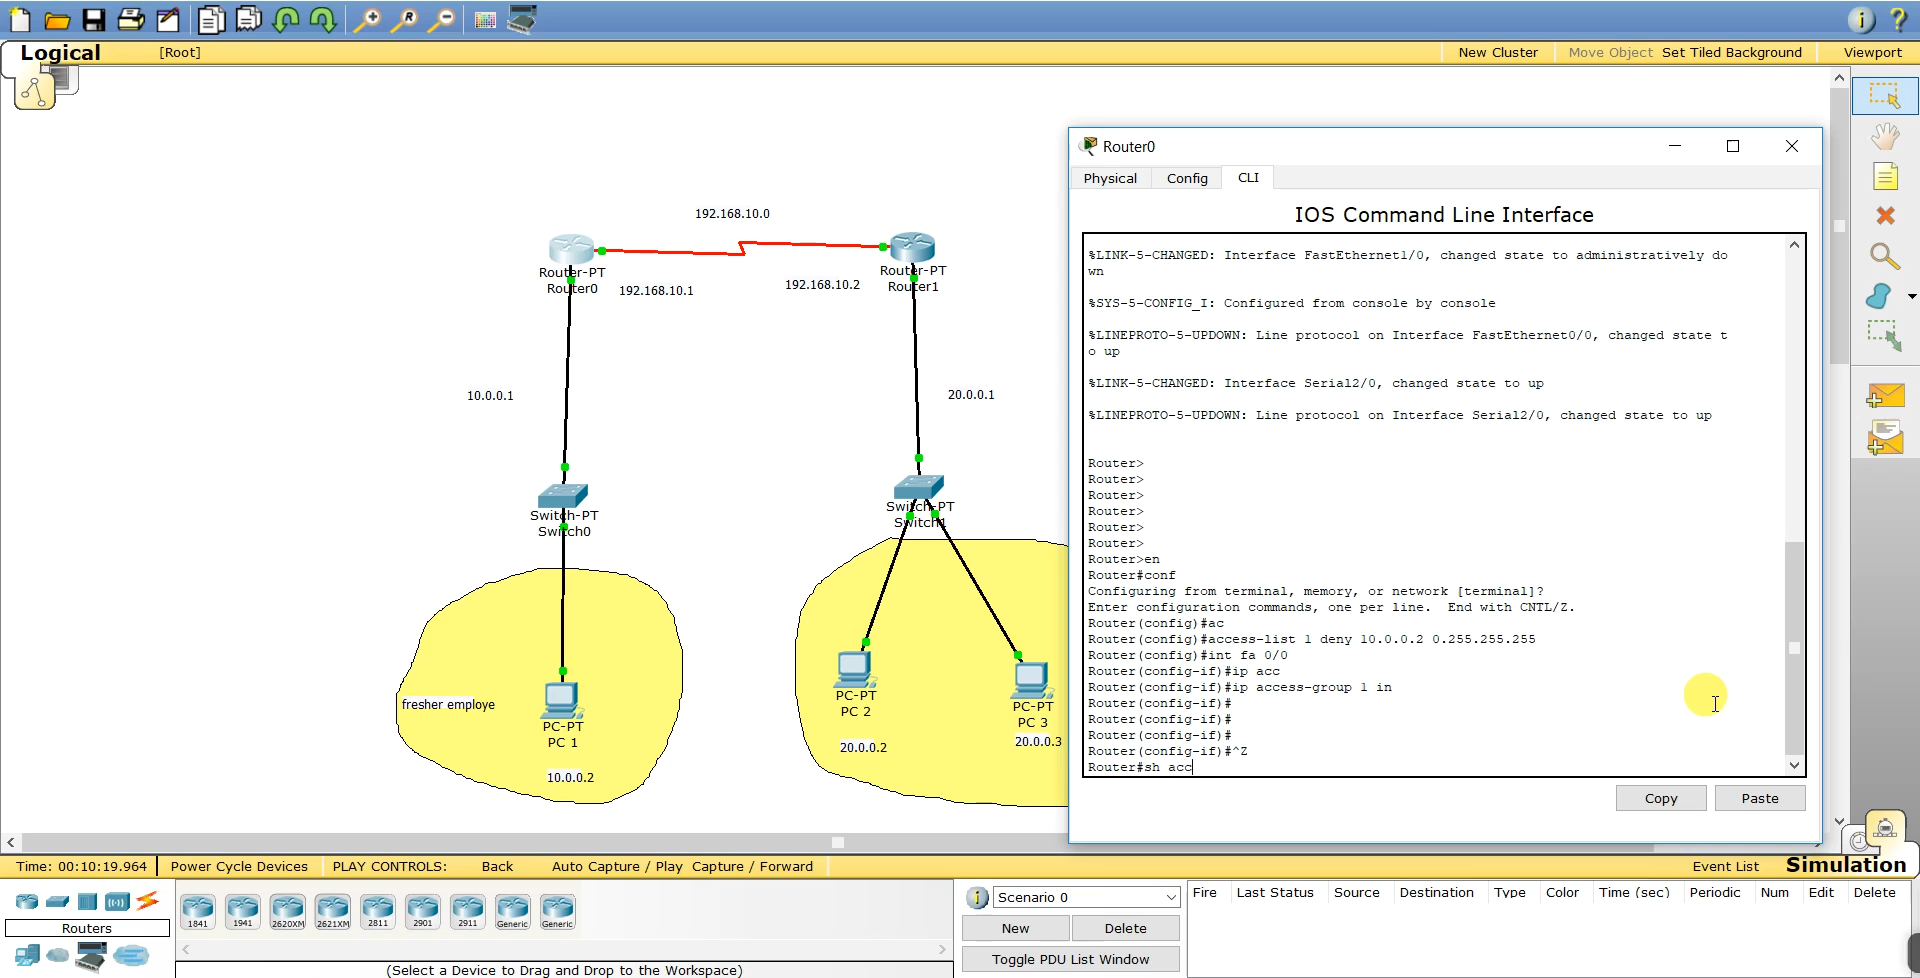 Logical
[Root]
New Cluster
Move Object
Set Tiled Background
Viewport
192.168.10.0
Router-PT
Router0
192.168.10.1
192.168.10.2
Router-PT
Router1
10.0.0.1
20.0.0.1
Switch-PT
Switch0
Switch-PT
Switch1
fresher employe
PC-PT
PC 1
10.0.0.2
PC-PT
PC 2
20.0.0.2
PC-PT
PC 3
20.0.0.3
Router0
Physical
Config
CLI
IOS Command Line Interface
%LINK-5-CHANGED: Interface FastEthernet1/0, changed state to administratively do
wn
%SYS-5-CONFIG_I: Configured from console by console
%LINEPROTO-5-UPDOWN: Line protocol on Interface FastEthernet0/0, changed state t
o up
%LINK-5-CHANGED: Interface Serial2/0, changed state to up
%LINEPROTO-5-UPDOWN: Line protocol on Interface Serial2/0, changed state to up
Router>
Router>
Router>
Router>
Router>
Router>
Router>en
Router#conf
Configuring from terminal, memory, or network [terminal]?
Enter configuration commands, one per line.  End with CNTL/Z.
Router(config)#ac
Router(config)#access-list 1 deny 10.0.0.2 0.255.255.255
Router(config)#int fa 0/0
Router(config-if)#ip acc
Router(config-if)#ip access-group 1 in
Router(config-if)#
Router(config-if)#
Router(config-if)#
Router(config-if)#^Z
Router#sh acc
Copy
Paste
Time: 00:10:19.964
Power Cycle Devices
PLAY CONTROLS:
Back
Auto Capture / Play
Capture / Forward
Event List
Simulation
Routers
1841
1941
2620XM
2621XM
2811
2901
2911
Generic
Generic
(Select a Device to Drag and Drop to the Workspace)
Scenario 0
New
Delete
Toggle PDU List Window
Fire
Last Status
Source
Destination
Type
Color
Time (sec)
Periodic
Num
Edit
Delete